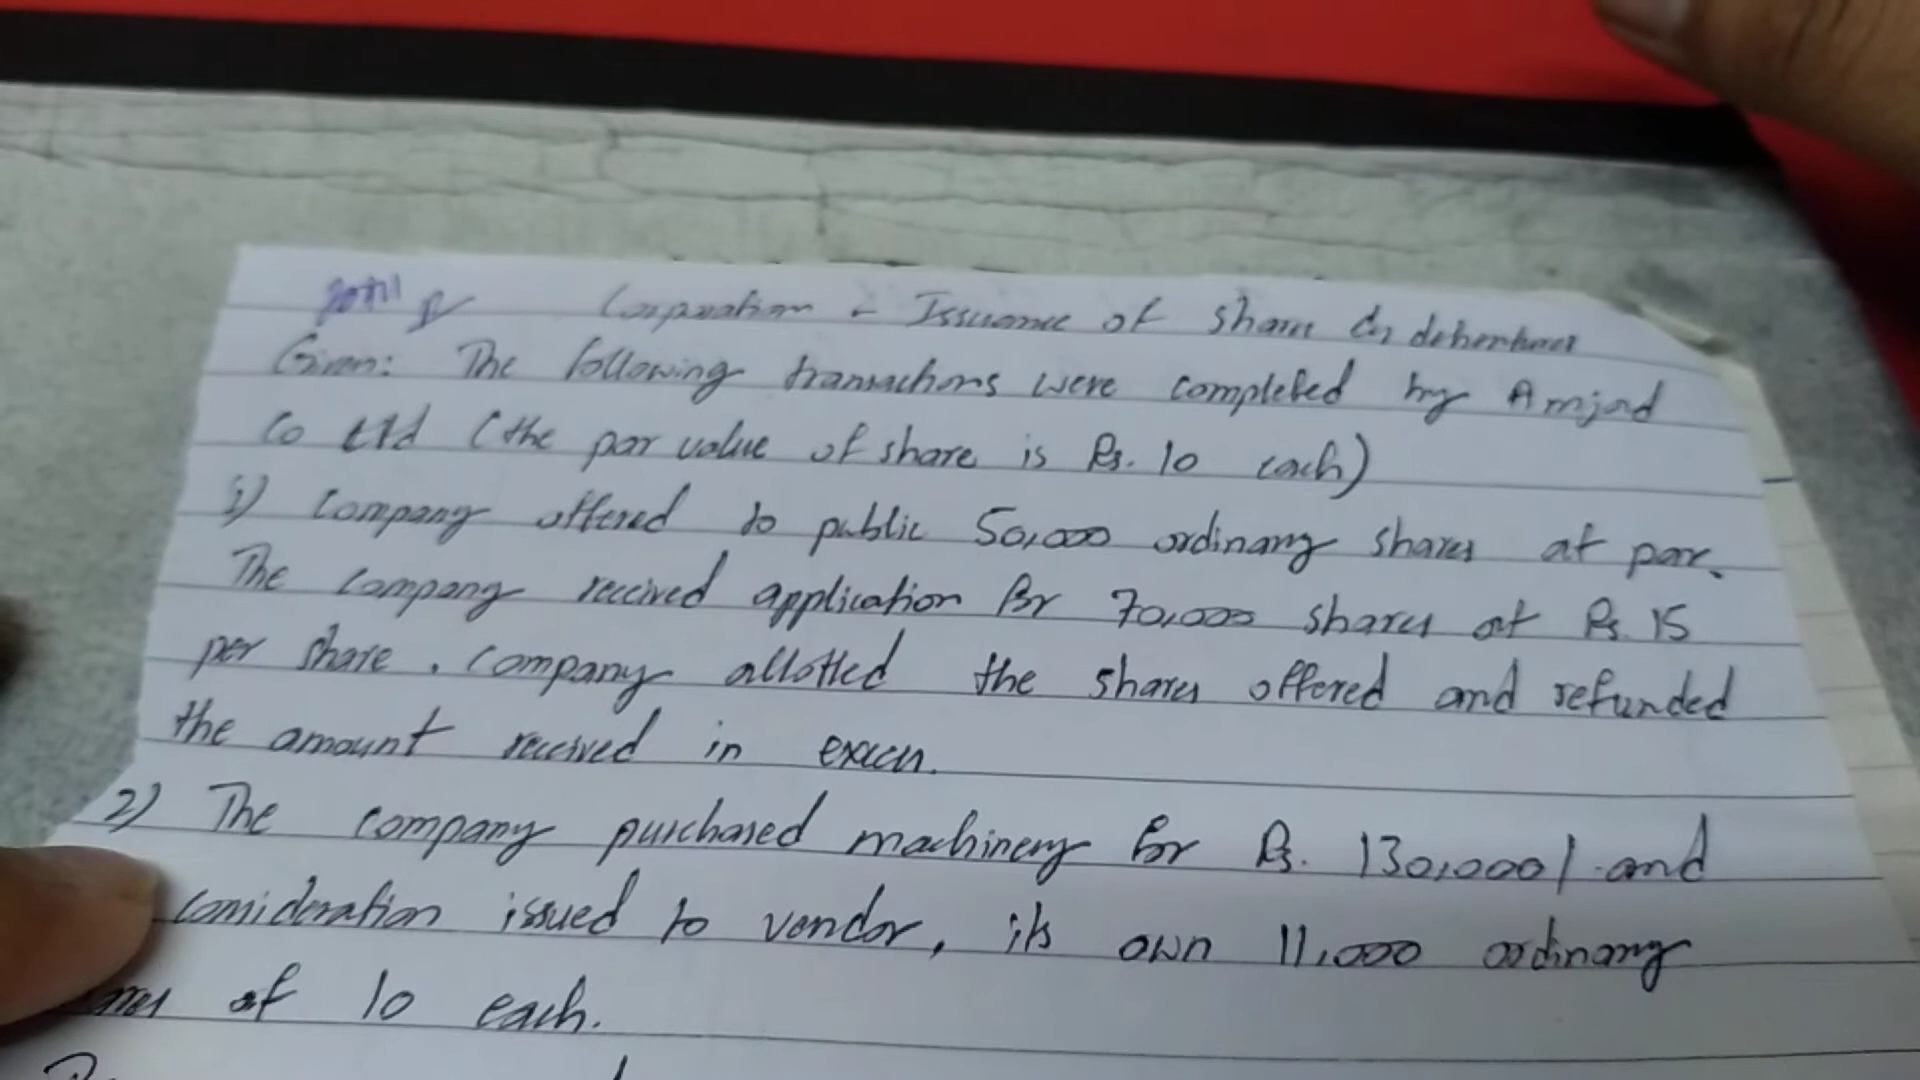 Corporation - Issuance of share & debentures
Given: The following transactions were completed by Amjad
Co Ltd (the par value of share is Rs. 10 each)
1) Company offered to public 50,000 ordinary shares at par.
The company received application for 70,000 shares at Rs. 15
per share. Company allotted the shares offered and refunded
the amount received in excess.
2) The company purchased machinery for Rs. 130,000/- and
consideration issued to vendor, its own 11,000 ordinary
of 10 each.